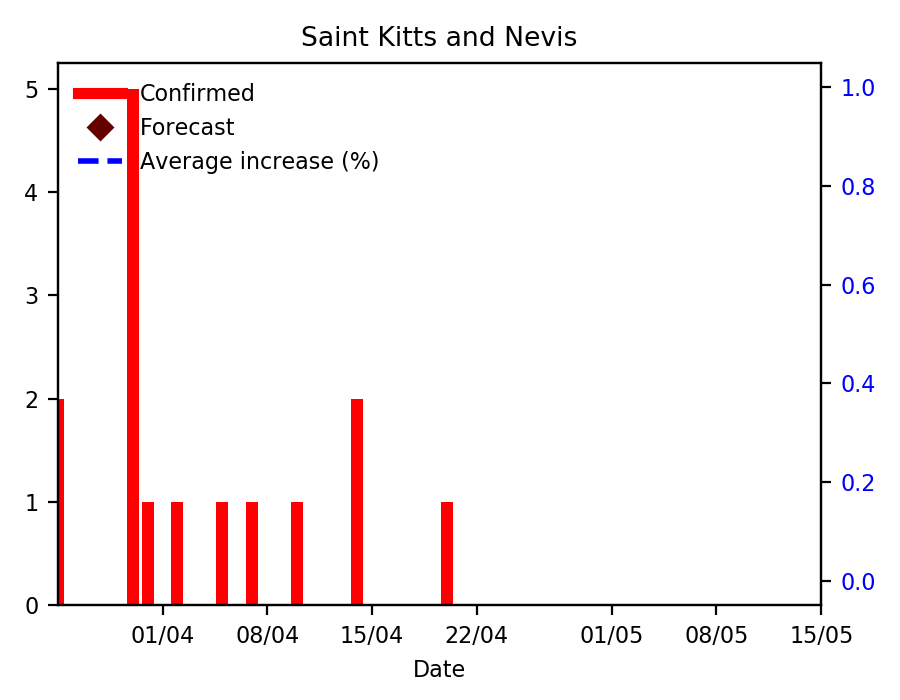 Saint Kitts and Nevis
Confirmed
Forecast
Average increase (%)
5
4
3
2
1
0
1.0
0.8
0.6
0.4
0.2
0.0
01/04 08/04 15/04 22/04 01/05 08/05 15/05
Date